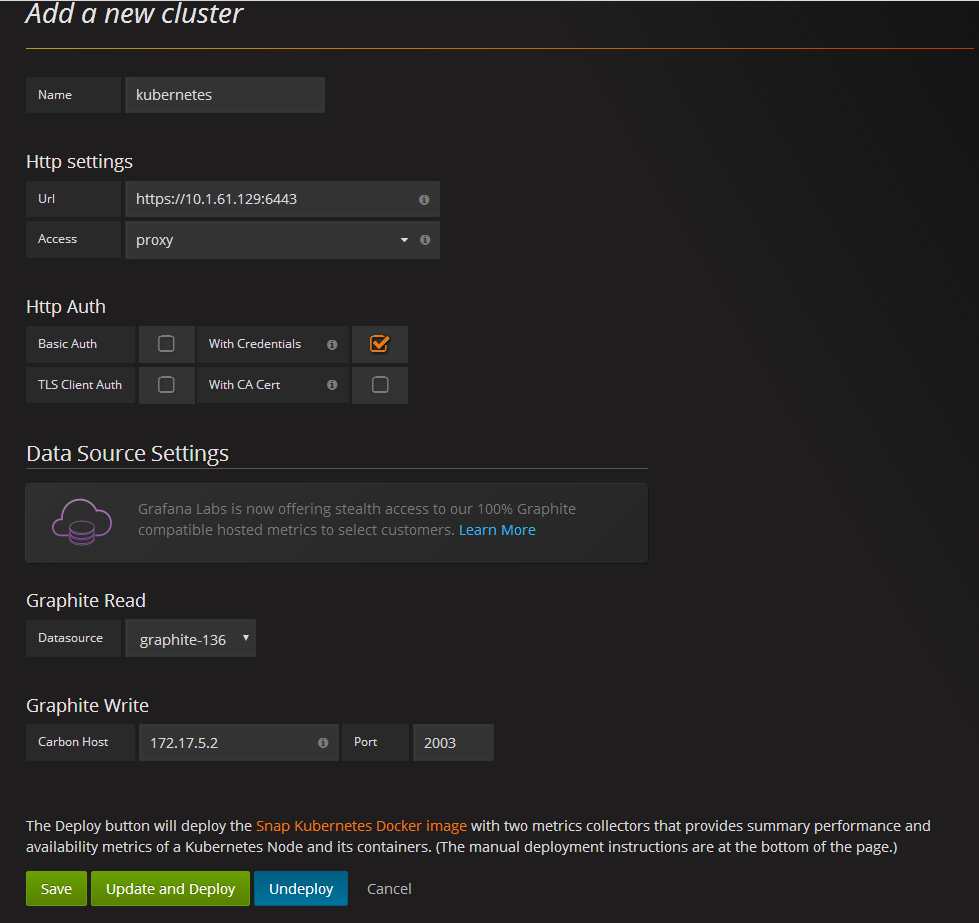 Add a new cluster
Name kubernetes
Http settings
Url https://10.1.61.129:6443
Access proxy
Http Auth
Basic Auth With Credentials
TLS Client Auth With CA Cert
Data Source Settings
Grafana Labs is now offering stealth access to our 100% Graphite
compatible hosted metrics to select customers. Learn More
Graphite Read
Datasource graphite-136
Graphite Write
Carbon Host 172.17.5.2 Port 2003
The Deploy button will deploy the Snap Kubernetes Docker image with two metrics collectors that provides summary performance and
availability metrics of a Kubernetes Node and its containers. (The manual deployment instructions are at the bottom of the page.)
Save Update and Deploy Undeploy Cancel